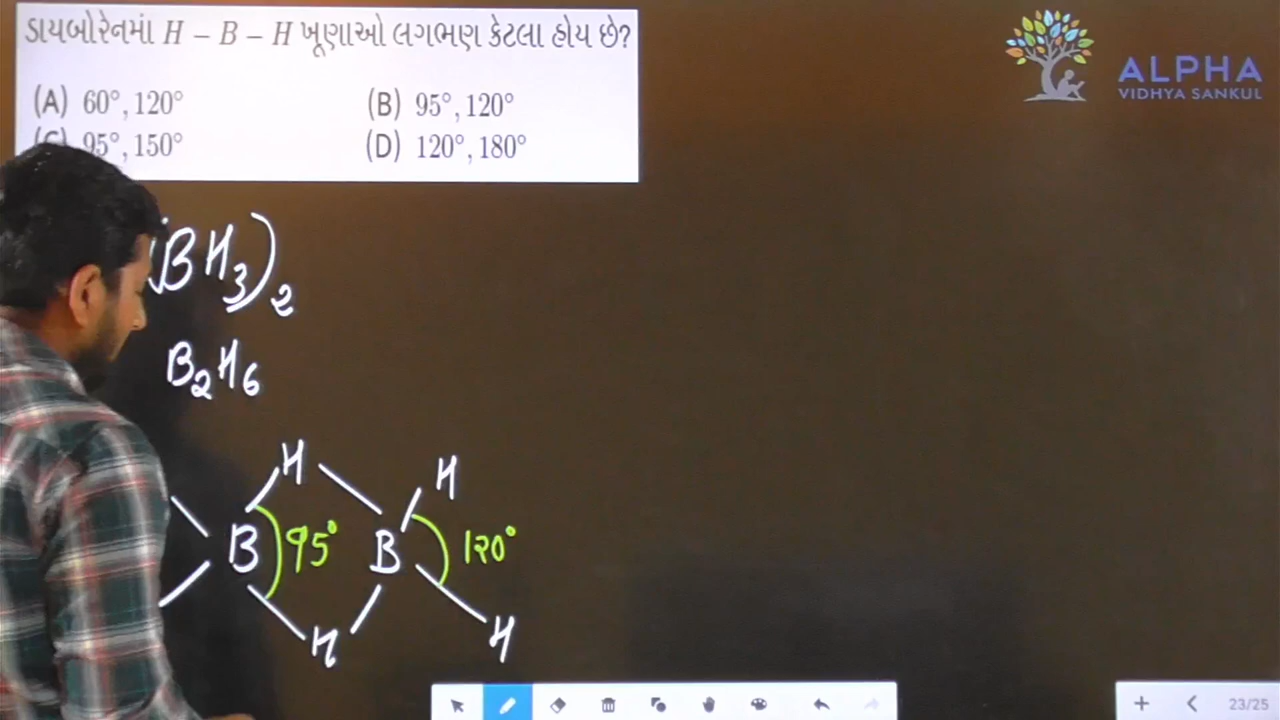 ડાયબોરેનમાં H – B – H ખૂણાઓ લગભણ કેટલા હોય છે?
(A) 60°, 120°
(B) 95°, 120°
(C) 95°, 150°
(D) 120°, 180°
ALPHA
VIDHYA SANKUL
(BH₃)₂
B₂H₆
H
H
B
95°
B
120°
H
H
23/25